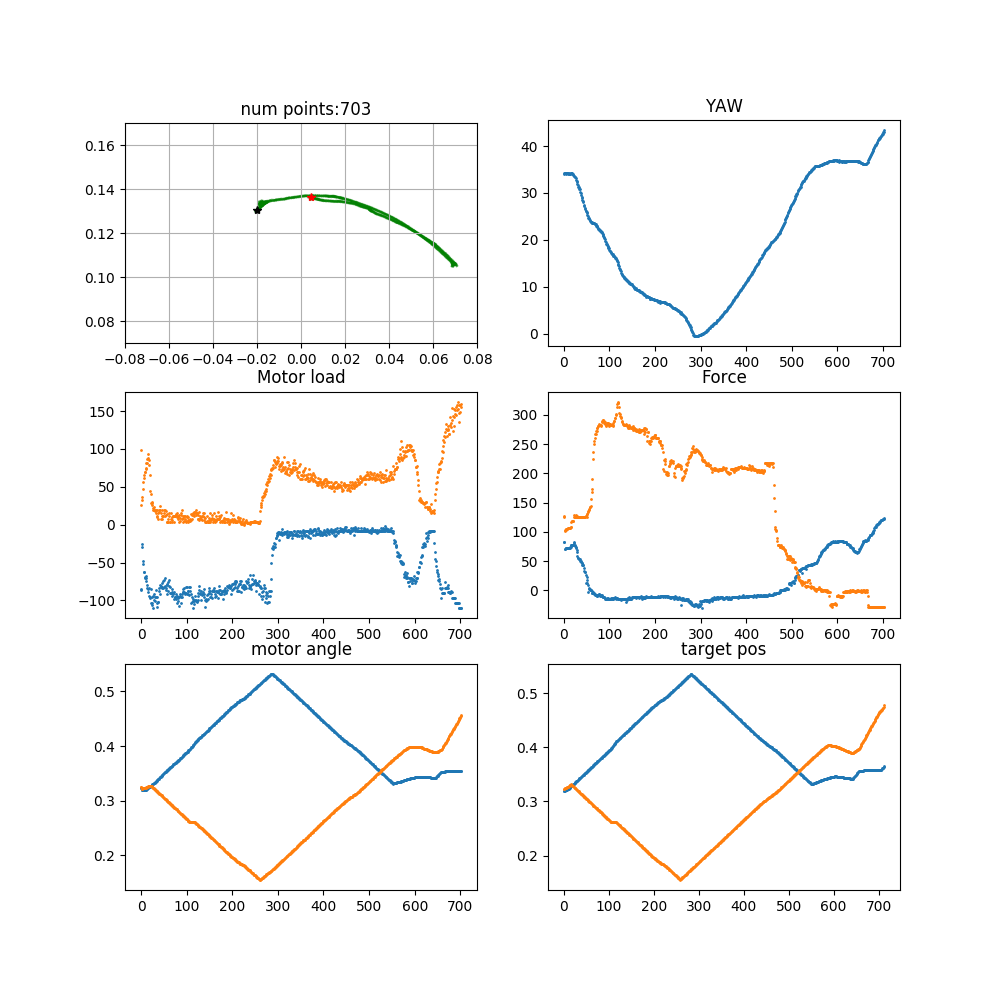 num points:703
YAW
0.16
0.14
0.12
0.10
0.08
−0.08 −0.06 −0.04 −0.02 0.00 0.02 0.04 0.06 0.08
40
30
20
10
0
0 100 200 300 400 500 600 700
Motor load
Force
150
100
50
0
−50
−100
0 100 200 300 400 500 600 700
300
250
200
150
100
50
0
0 100 200 300 400 500 600 700
motor angle
target pos
0.5
0.4
0.3
0.2
0 100 200 300 400 500 600 700
0.5
0.4
0.3
0.2
0 100 200 300 400 500 600 700